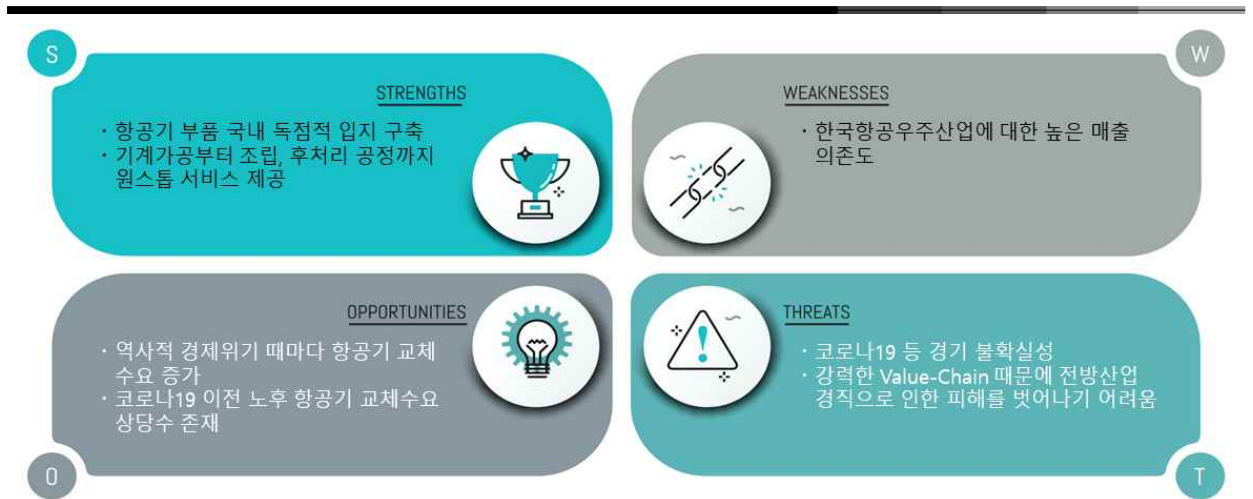 S
STRENGTHS
· 항공기 부품 국내 독점적 입지 구축
· 기계가공부터 조립, 후처리 공정까지
원스톱 서비스 제공
W
WEAKNESSES
· 한국항공우주산업에 대한 높은 매출
의존도
O
OPPORTUNITIES
· 역사적 경제위기 때마다 항공기 교체
수요 증가
· 코로나19 이전 노후 항공기 교체수요
상당수 존재
T
THREATS
· 코로나19 등 경기 불확실성
· 강력한 Value-Chain 때문에 전방산업
경직으로 인한 피해를 벗어나기 어려움